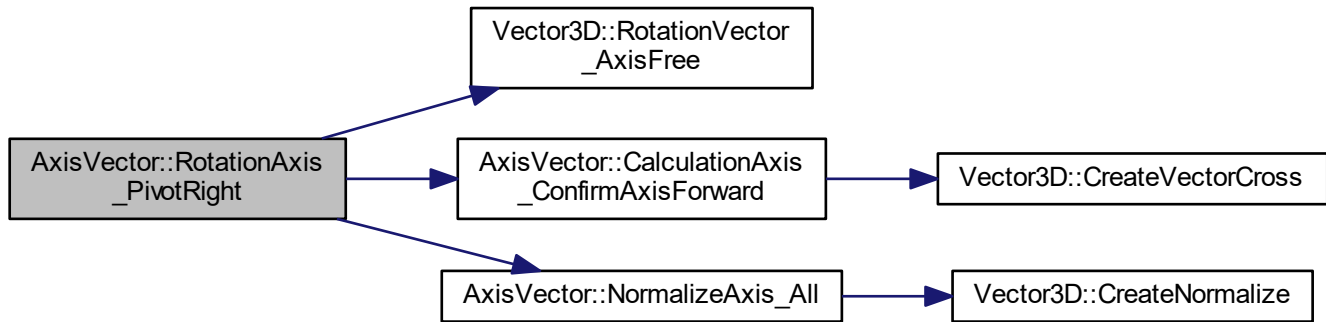 Vector3D::RotationVector
_AxisFree
AxisVector::RotationAxis
_PivotRight
AxisVector::CalculationAxis
_ConfirmAxisForward
Vector3D::CreateVectorCross
AxisVector::NormalizeAxis_All
Vector3D::CreateNormalize